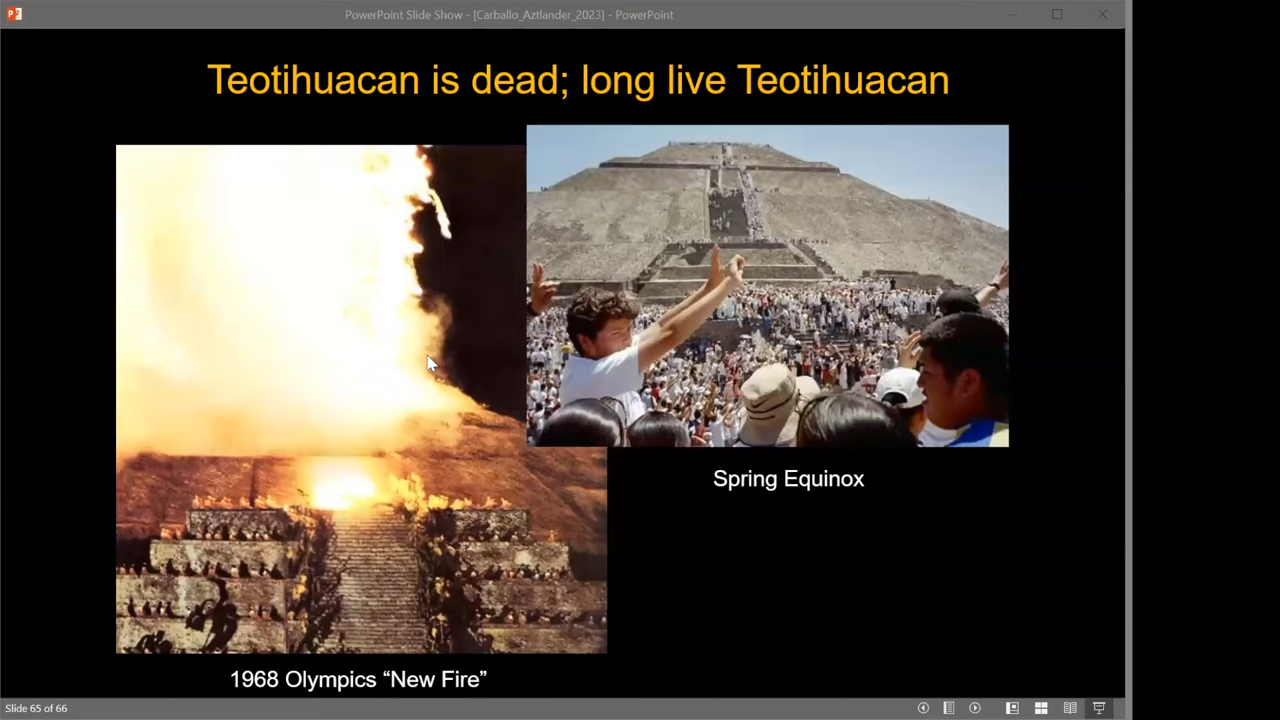 PowerPoint Slide Show - [Carballo_Aztlander_2023] - PowerPoint
Teotihuacan is dead; long live Teotihuacan
Spring Equinox
1968 Olympics “New Fire”
Slide 65 of 66